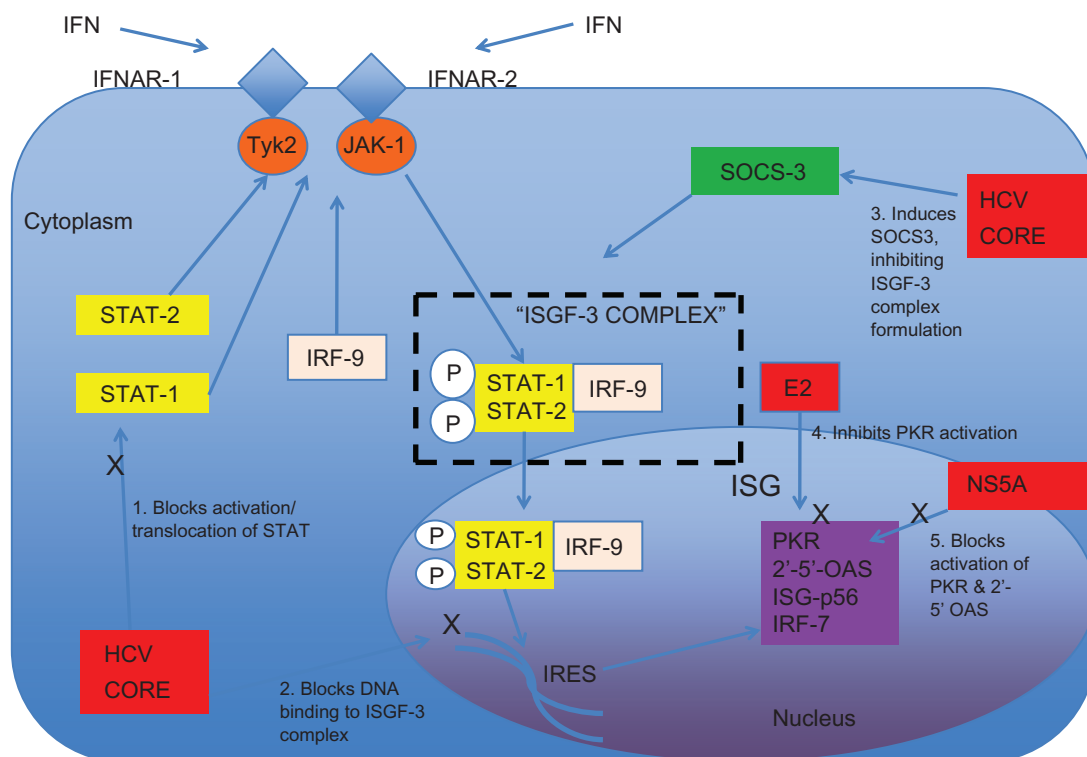 IFN
IFN
IFNAR-1
IFNAR-2
Tyk2
JAK-1
SOCS-3
HCV
CORE
3. Induces
SOCS3,
inhibiting
ISGF-3
complex
formulation
Cytoplasm
STAT-2
STAT-1
IRF-9
“ISGF-3 COMPLEX”
P
P
STAT-1
STAT-2
IRF-9
E2
4. Inhibits PKR activation
ISG
NS5A
X
1. Blocks activation/
translocation of STAT
P
P
STAT-1
STAT-2
IRF-9
X
X
PKR
2’-5’-OAS
ISG-p56
IRF-7
5. Blocks
activation of
PKR & 2’-
5’ OAS
HCV
CORE
X
2. Blocks DNA
binding to ISGF-3
complex
IRES
Nucleus